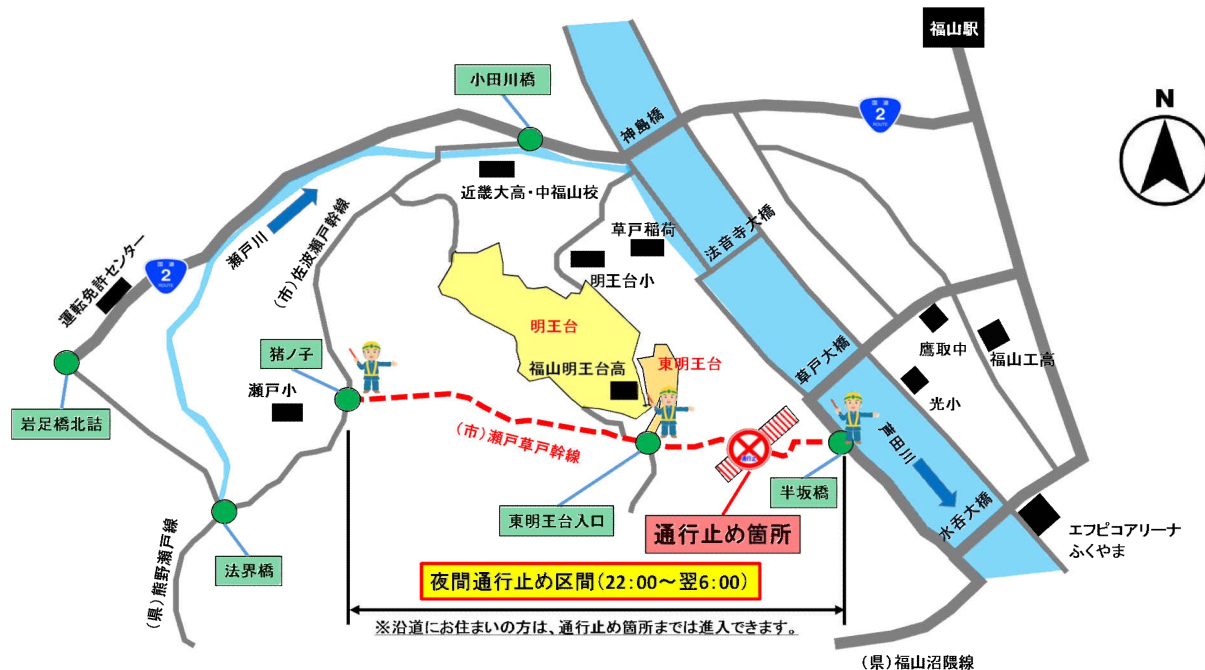 福山駅
小田川橋
国道
2
ROUTE
神島橋
N
近畿大高・中福山校
瀬戸川
(市)佐波瀬戸幹線
草戸稲荷
法音寺大橋
明王台小
運転免許センター
国道
2
ROUTE
明王台
猪ノ子
福山明王台高
東明王台
草戸大橋
鷹取中
福山工高
瀬戸小
光小
岩足橋北詰
(市)瀬戸草戸幹線
芦田川
通行止
半坂橋
東明王台入口
通行止め箇所
水呑大橋
エフピコアリーナ
ふくやま
法界橋
(県)熊野瀬戸線
夜間通行止め区間(22:00～翌6:00)
※沿道にお住まいの方は、通行止め箇所までは進入できます。
(県)福山沼隈線